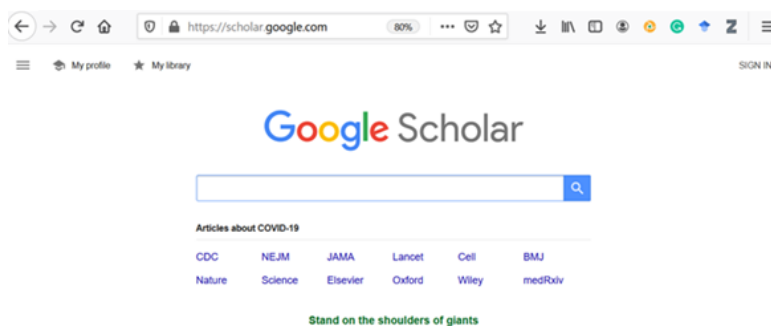 https://scholar.google.com 80%
My profile My library SIGN IN
Google Scholar
Articles about COVID-19
CDC NEJM JAMA Lancet Cell BMJ
Nature Science Elsevier Oxford Wiley medRxiv
Stand on the shoulders of giants